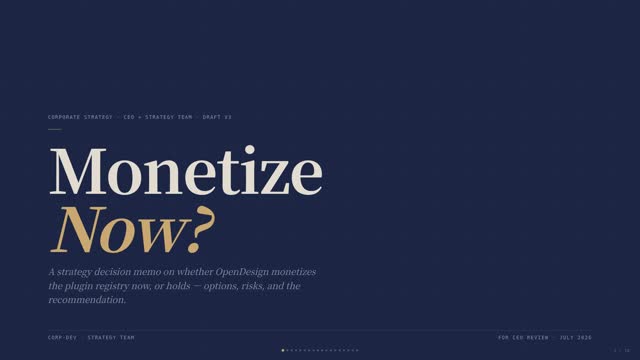 CORPORATE STRATEGY · CEO + STRATEGY TEAM · DRAFT V3
Monetize
Now?
A strategy decision memo on whether OpenDesign monetizes
the plugin registry now, or holds — options, risks, and the
recommendation.
CORP-DEV · STRATEGY TEAM
FOR CEO REVIEW · JULY 2026